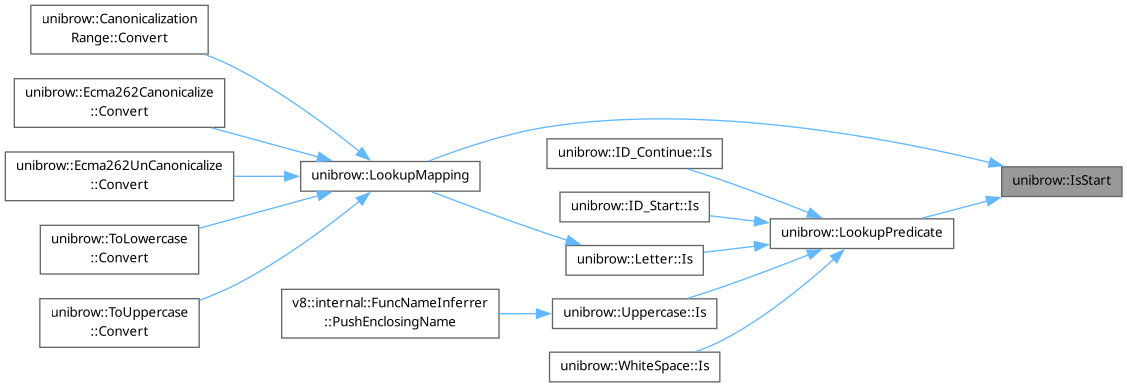 unibrow::Canonicalization
Range::Convert
unibrow::Ecma262Canonicalize
::Convert
unibrow::Ecma262UnCanonicalize
::Convert
unibrow::ToLowercase
::Convert
unibrow::ToUppercase
::Convert
unibrow::LookupMapping
v8::internal::FuncNameInferrer
::PushEnclosingName
unibrow::ID_Continue::Is
unibrow::ID_Start::Is
unibrow::Letter::Is
unibrow::Uppercase::Is
unibrow::WhiteSpace::Is
unibrow::LookupPredicate
unibrow::IsStart